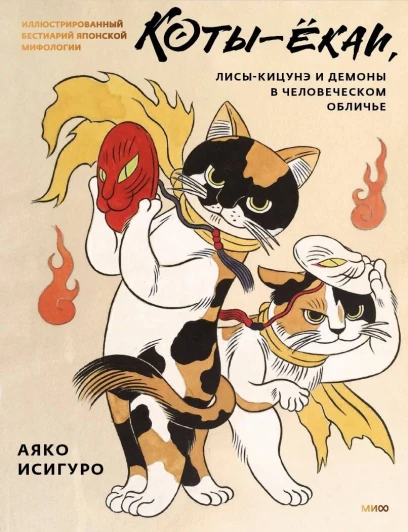 ИЛЛЮСТРИРОВАННЫЙ
БЕСТИАРИЙ ЯПОНСКОЙ
МИФОЛОГИИ
КОТЫ-ЁКАИ,
ЛИСЫ-КИЦУНЭ И ДЕМОНЫ
В ЧЕЛОВЕЧЕСКОМ
ОБЛИЧЬЕ
АЯКО
ИСИГУРО
МИФ